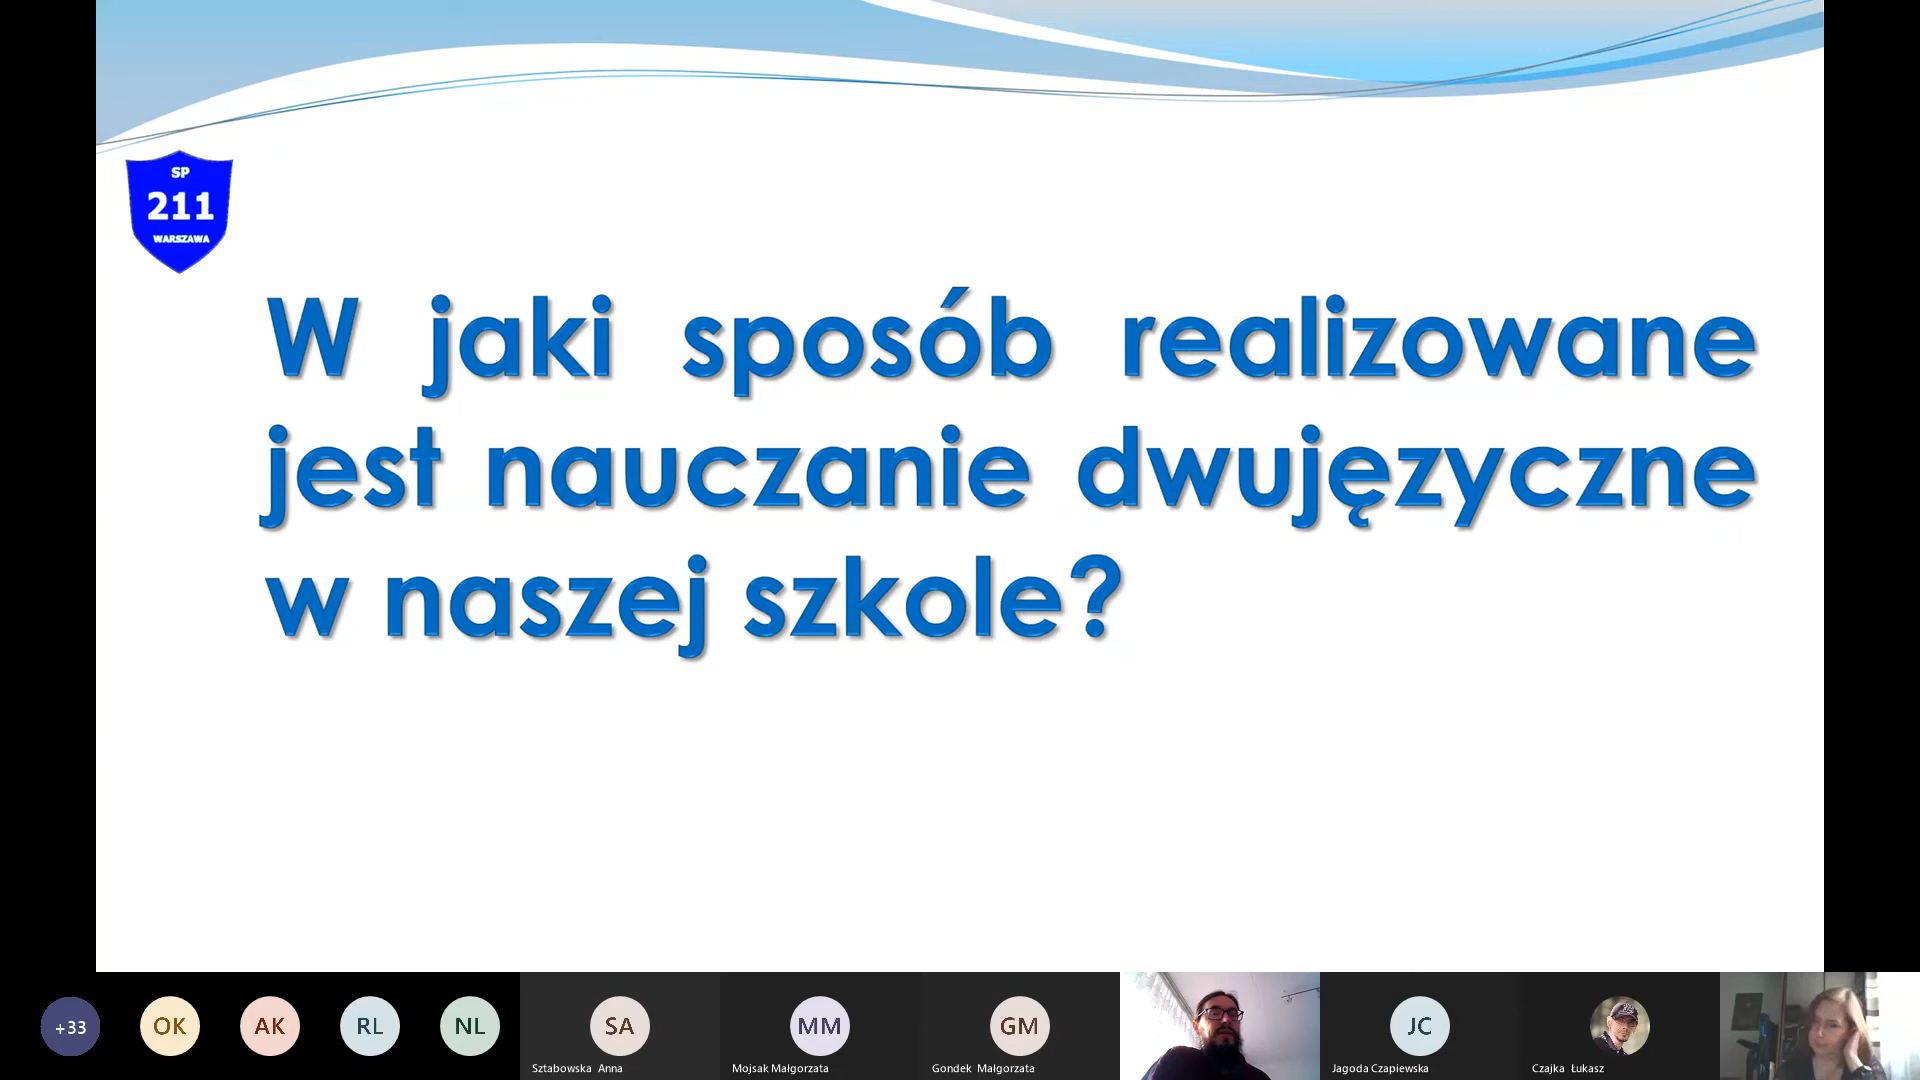 SP
211
WARSZAWA
W jaki sposób realizowane
jest nauczanie dwujęzyczne
w naszej szkole?
+33
OK
AK
RL
NL
SA
MM
GM
JC
Sztabowska Anna
Mojsak Małgorzata
Gondek Małgorzata
Jagoda Czapiewska
Czajka Łukasz